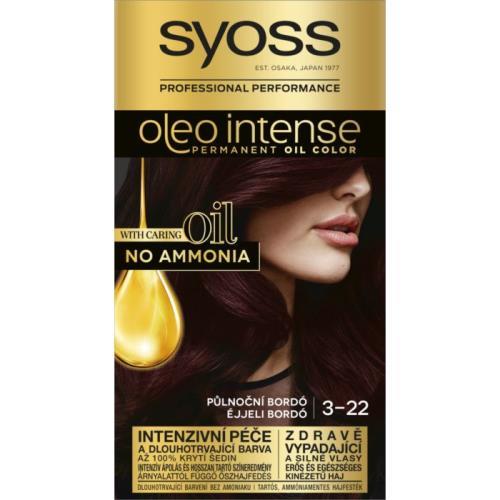 syoss
EST. OSAKA, JAPAN 1977
PROFESSIONAL PERFORMANCE
oleo intense
PERMANENT OIL COLOR
WITH CARING oil
NO AMMONIA
PŮLNOČNÍ BORDÓ
ÉJJELI BORDÓ
3–22
INTENZIVNÍ PÉČE
A DLOUHOTRVAJÍCÍ BARVA
AŽ 100% KRYTÍ ŠEDIN
INTENZÍV ÁPOLÁS ÉS HOSSZAN TARTÓ SZÍNEREDMÉNY
ÁRNYALATTÓL FÜGGŐ ŐSZHAJFEDÉS
ZDRAVĚ
VYPADAJÍCÍ
A SILNÉ VLASY
ERŐS ÉS EGÉSZSÉGES
KINÉZETŰ HAJ
DLOUHOTRVAJÍCÍ BARVENÍ BEZ AMONIAKU | TARTÓS, AMMÓNIAMENTES HAJFESTÉK